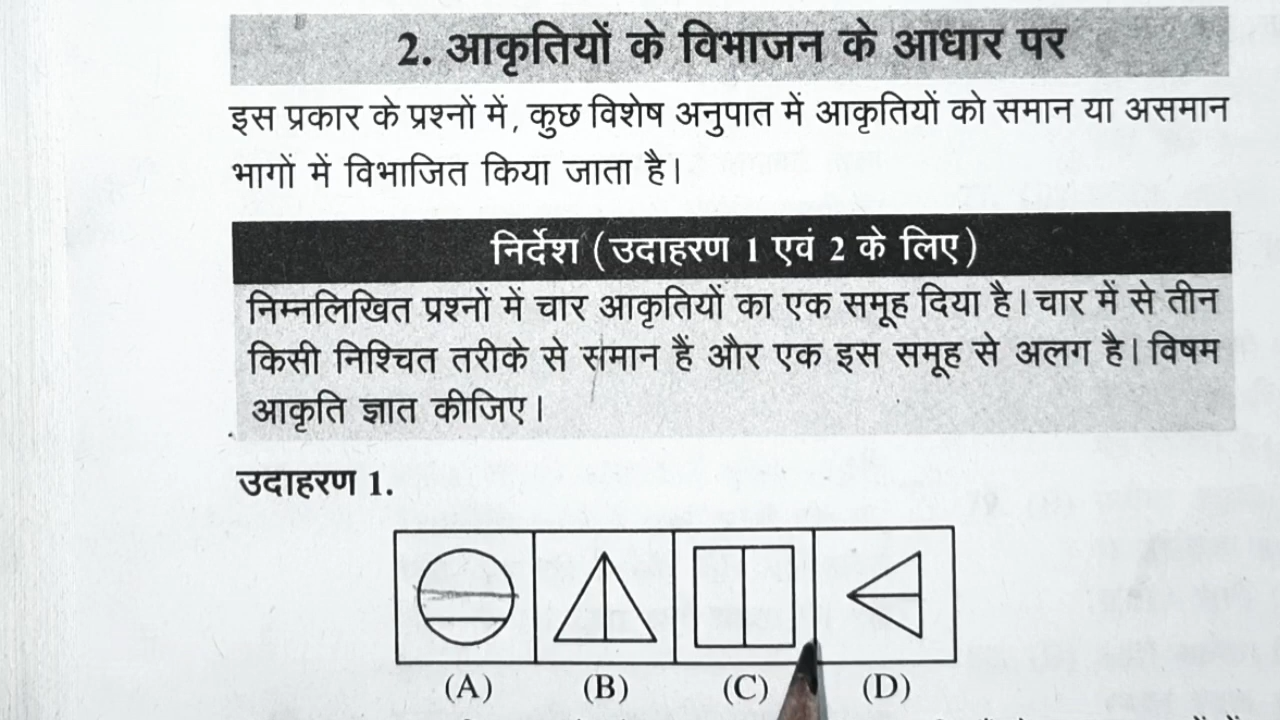 2. आकृतियों के विभाजन के आधार पर
इस प्रकार के प्रश्नों में, कुछ विशेष अनुपात में आकृतियों को समान या असमान
भागों में विभाजित किया जाता है।
निर्देश (उदाहरण 1 एवं 2 के लिए)
निम्नलिखित प्रश्नों में चार आकृतियों का एक समूह दिया है। चार में से तीन
किसी निश्चित तरीके से समान हैं और एक इस समूह से अलग है। विषम
आकृति ज्ञात कीजिए।
उदाहरण 1.
(A) (B) (C) (D)